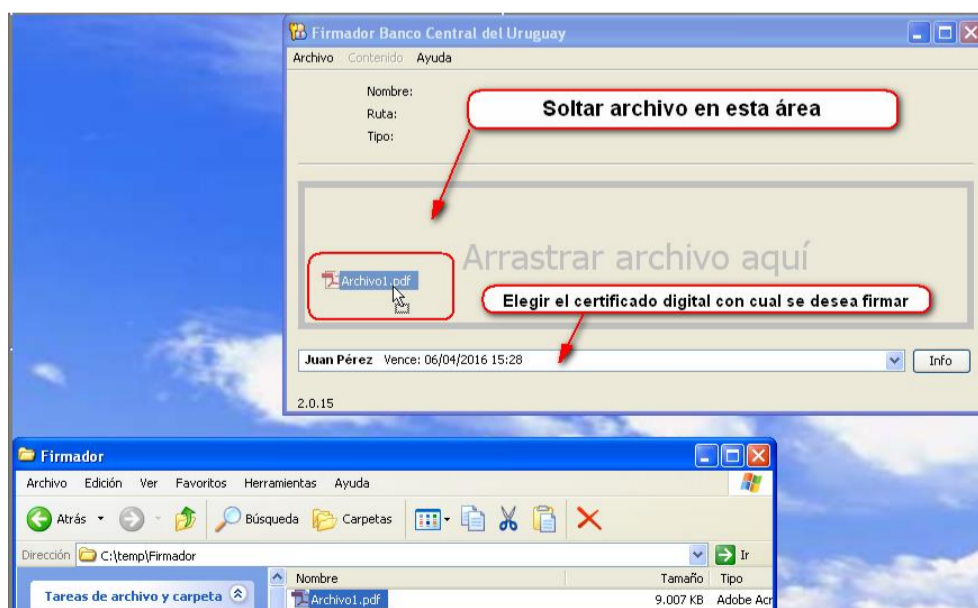 Firmador Banco Central del Uruguay
Archivo Contenido Ayuda
Nombre:
Ruta:
Tipo:
Soltar archivo en esta área
Arrastrar archivo aquí
Archivo1.pdf
Elegir el certificado digital con cual se desea firmar
Juan Pérez Vence: 06/04/2016 15:28
Info
2.0.15
Firmador
Archivo Edición Ver Favoritos Herramientas Ayuda
Atrás Búsqueda Carpetas
Dirección C:\temp\Firmador Ir
Nombre Tamaño Tipo
Tareas de archivo y carpeta
Archivo1.pdf 9.007 KB Adobe Acr